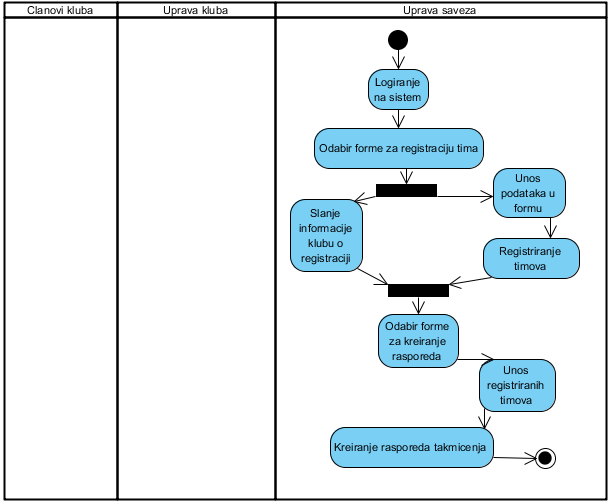 Clanovi kluba
Uprava kluba
Uprava saveza
Logiranje
na sistem
Odabir forme za registraciju tima
Unos
podataka u
formu
Slanje
informacije
klubu o
registraciji
Registriranje
timova
Odabir forme
za kreiranje
rasporeda
Unos
registriranih
timova
Kreiranje rasporeda takmicenja